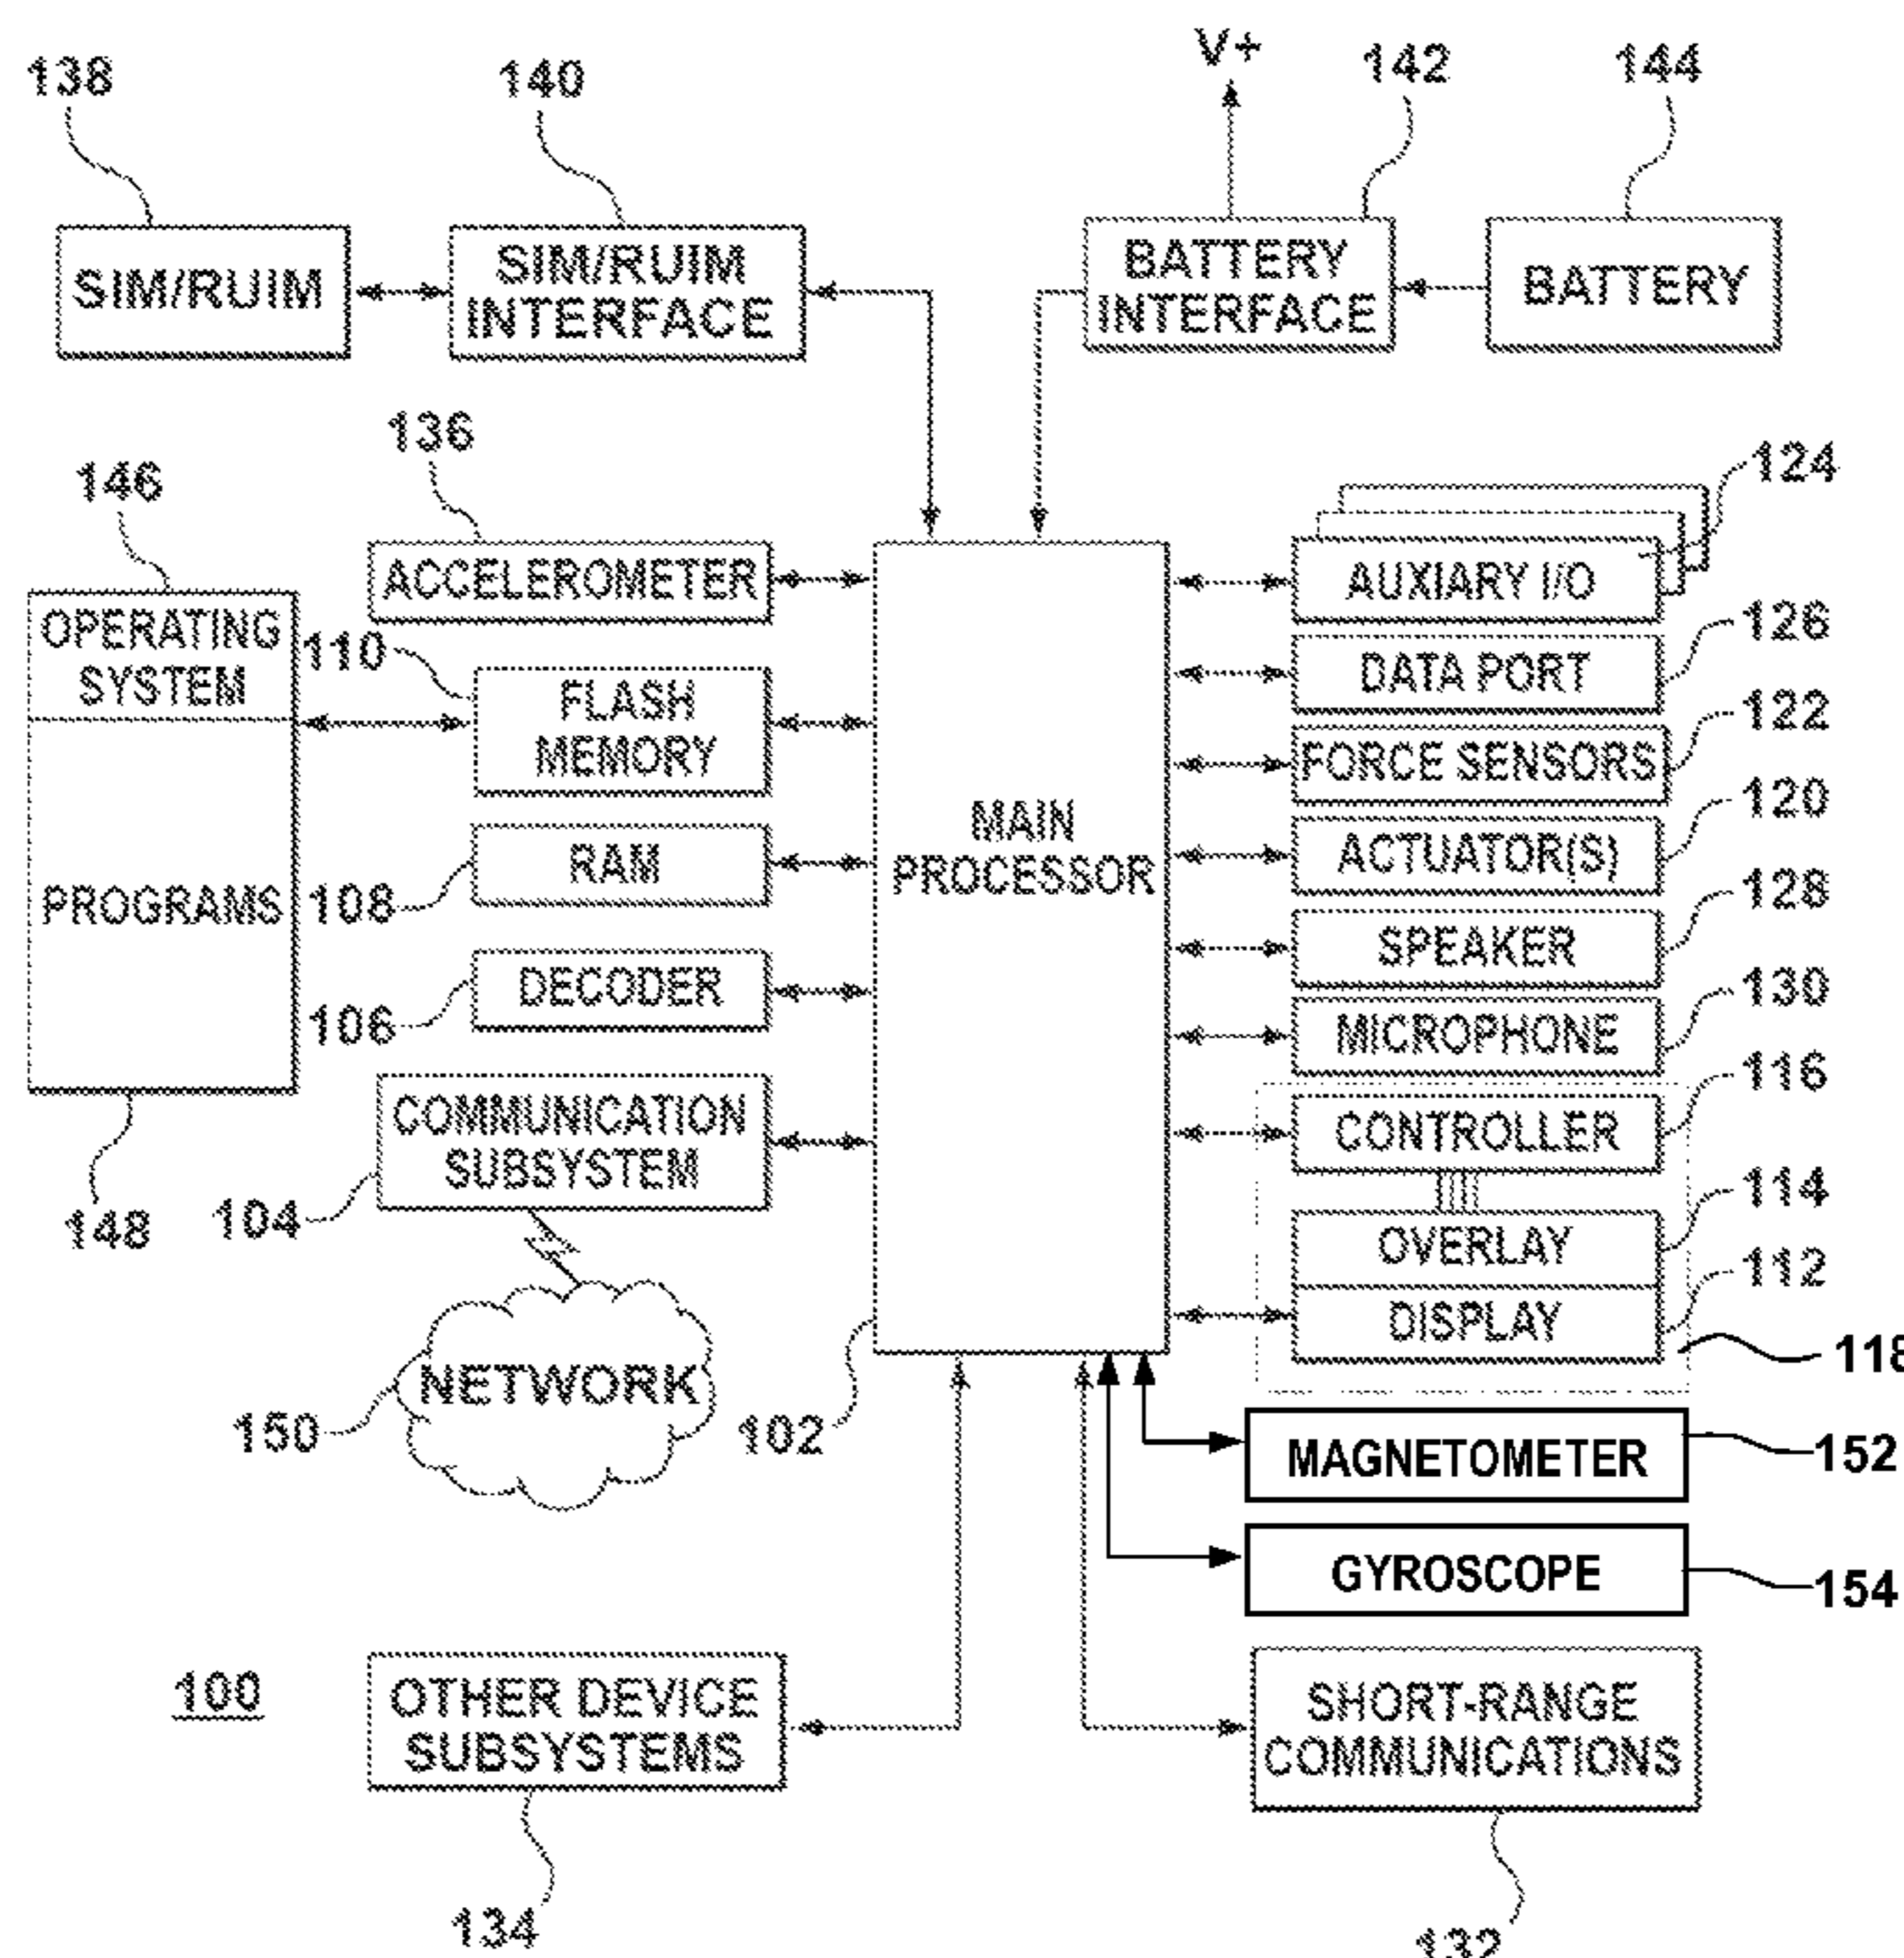 V+
138
140
142
144
SIM/RUIM
SIM/RUIM
INTERFACE
BATTERY
INTERFACE
BATTERY
136
146
124
ACCELEROMETER
AUXIARY I/O
OPERATING
SYSTEM
110
FLASH
MEMORY
DATA PORT
126
FORCE SENSORS
122
MAIN
PROCESSOR
ACTUATOR(S)
120
PROGRAMS
108
RAM
SPEAKER
128
DECODER
106
MICROPHONE
130
COMMUNICATION
SUBSYSTEM
CONTROLLER
116
148
104
OVERLAY
114
DISPLAY
112
118
NETWORK
150
102
MAGNETOMETER
152
GYROSCOPE
154
100
OTHER DEVICE
SUBSYSTEMS
SHORT-RANGE
COMMUNICATIONS
134
132